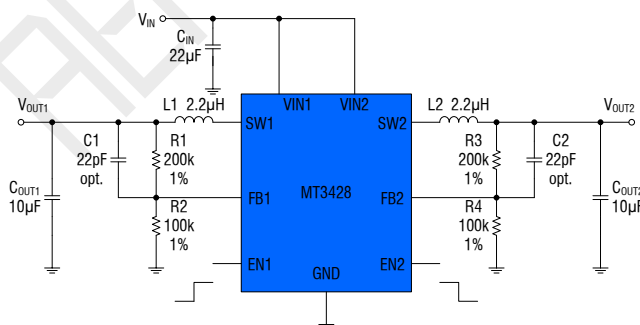 VIN
CIN
22µF
VOUT1
L1 2.2µH
VIN1
VIN2
L2 2.2µH
VOUT2
SW1
SW2
C1
22pF
opt.
R1
200k
1%
R3
200k
1%
C2
22pF
opt.
COUT1
10µF
R2
100k
1%
FB1
MT3428
FB2
R4
100k
1%
COUT2
10µF
EN1
GND
EN2